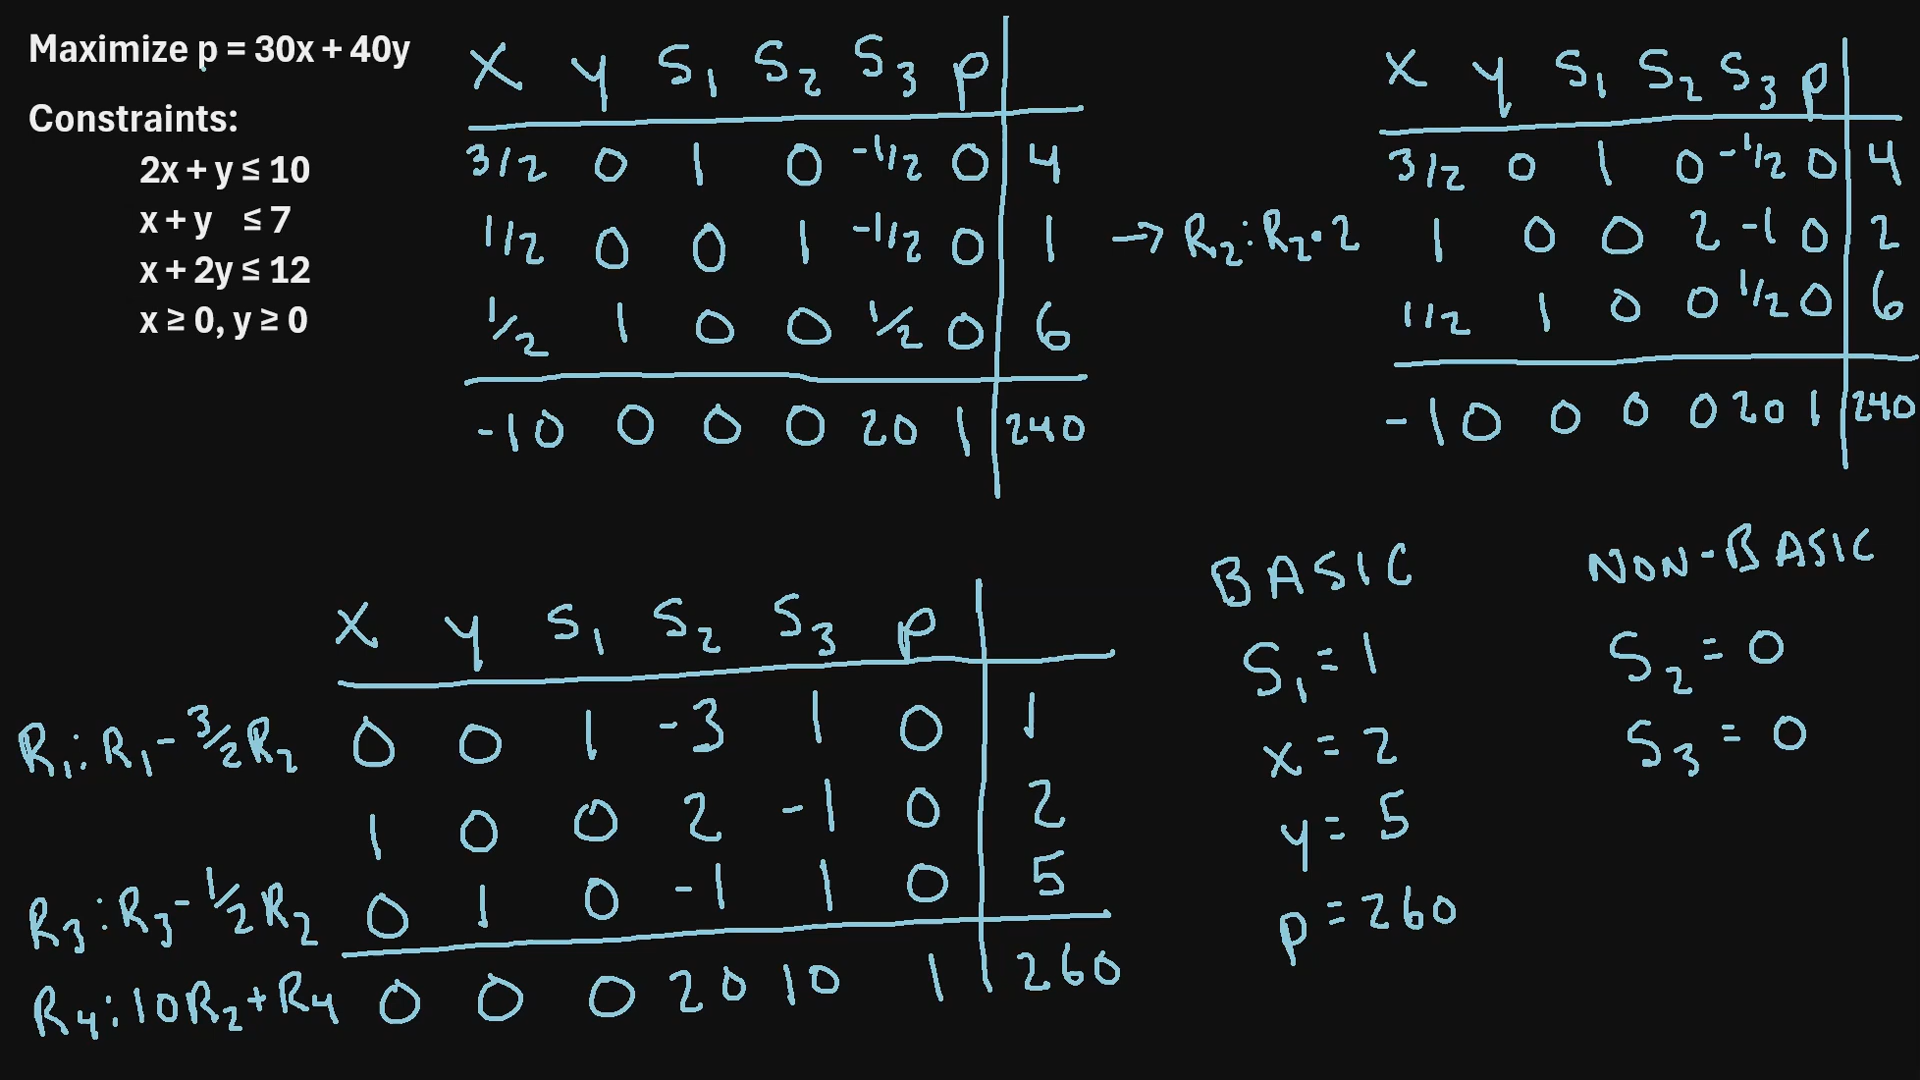 Maximize p = 30x + 40y
Constraints:
2x + y ≤ 10
x + y ≤ 7
x + 2y ≤ 12
x ≥ 0, y ≥ 0
x y S₁ S₂ S₃ p
3/2 0 1 0 -1/2 0 4
1/2 0 0 1 -1/2 0 1
1/2 1 0 0 1/2 0 6
-10 0 0 0 20 1 240
→ R₂: R₂•2
x y S₁ S₂ S₃ p
3/2 0 1 0 -1/2 0 4
1 0 0 2 -1 0 2
1/2 1 0 0 1/2 0 6
-10 0 0 0 20 1 240
x y S₁ S₂ S₃ p
R₁: R₁ - 3/2 R₂ 0 0 1 -3 1 0 1
1 0 0 2 -1 0 2
R₃: R₃ - 1/2 R₂ 0 1 0 -1 1 0 5
R₄: 10R₂ + R₄ 0 0 0 20 10 1 260
BASIC
S₁ = 1
x = 2
y = 5
p = 260
NON-BASIC
S₂ = 0
S₃ = 0